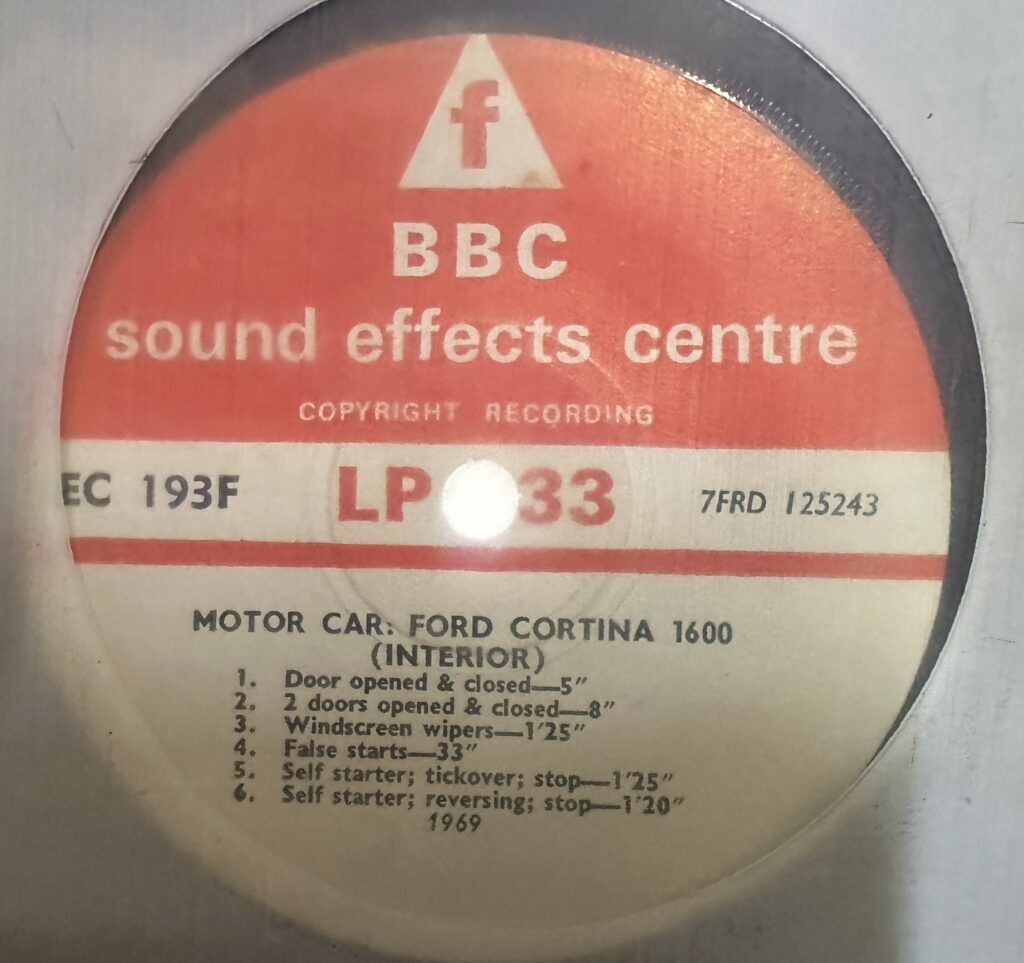 f
BBC
sound effects centre
COPYRIGHT RECORDING
EC 193F LP 33 7FRD 125243
MOTOR CAR: FORD CORTINA 1600
(INTERIOR)
1. Door opened & closed—5"
2. 2 doors opened & closed—8"
3. Windscreen wipers—1'25"
4. False starts—33"
5. Self starter; tickover; stop—1'25"
6. Self starter; reversing; stop—1'20"
1969